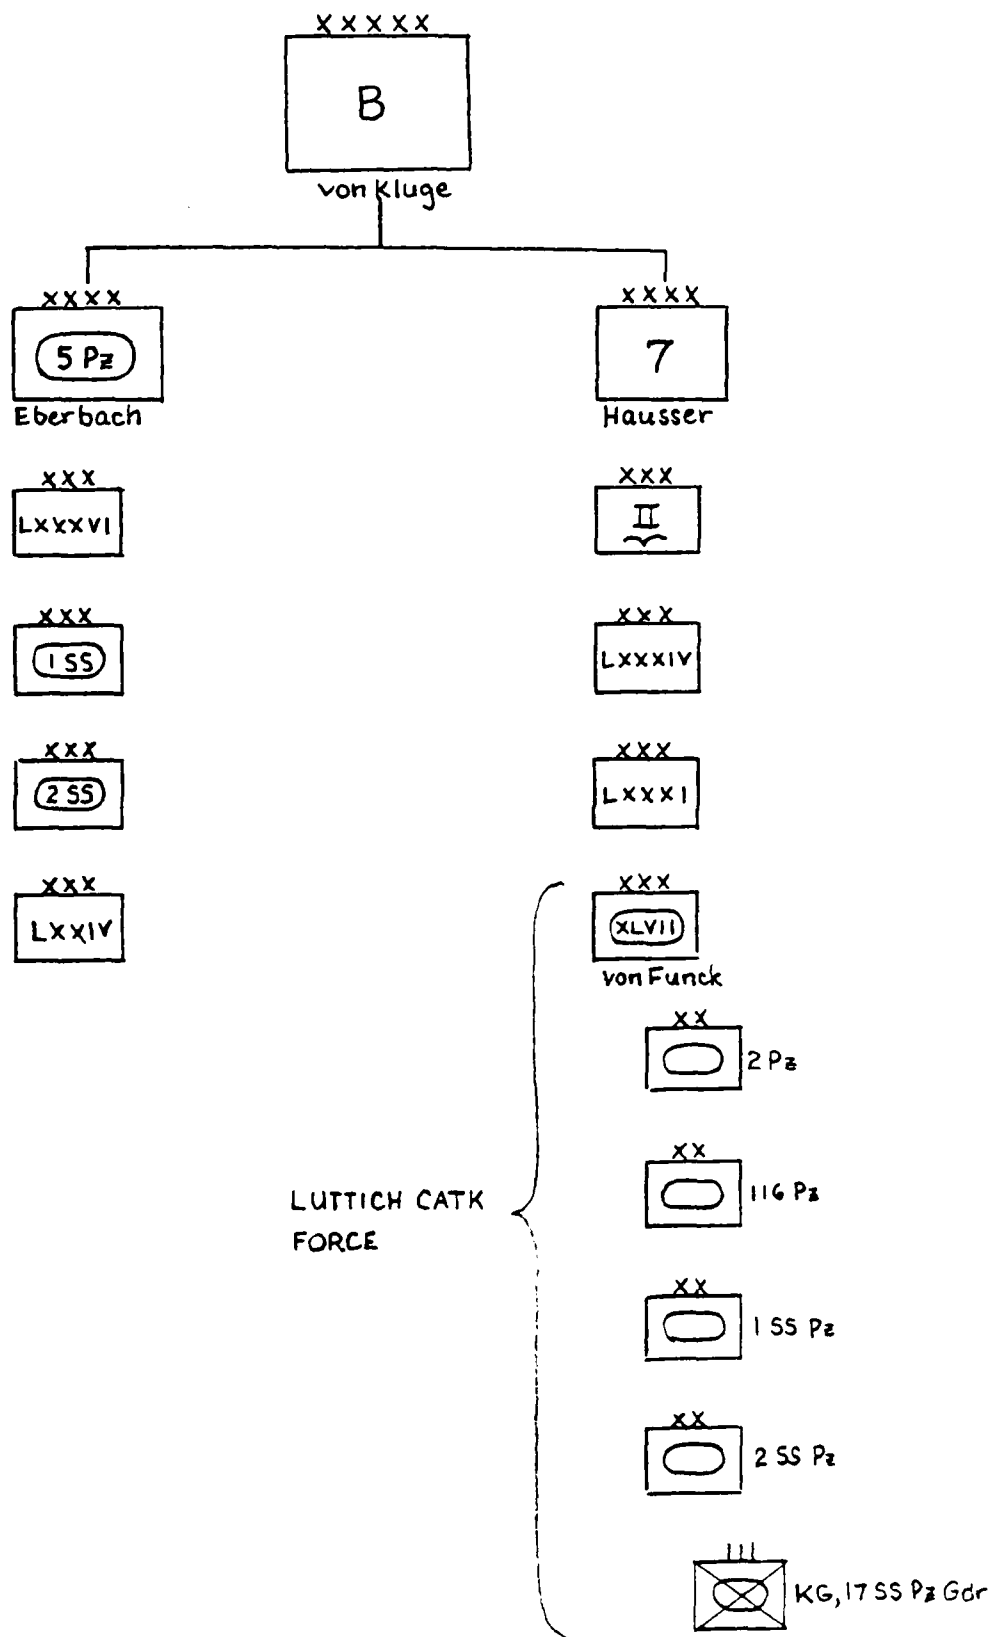 XXXXX
B
von Kluge
XXXX
5 Pz
Eberbach
XXX
LXXXVI
XXX
1 SS
XXX
2 SS
XXX
LXXIV
XXXX
7
Hausser
XXX
II
XXX
LXXXIV
XXX
LXXXI
XXX
XLVII
von Funck
LUTTICH CATK
FORCE
XX
2 Pz
XX
116 Pz
XX
1 SS Pz
XX
2 SS Pz
III
KG, 17 SS Pz Gdr